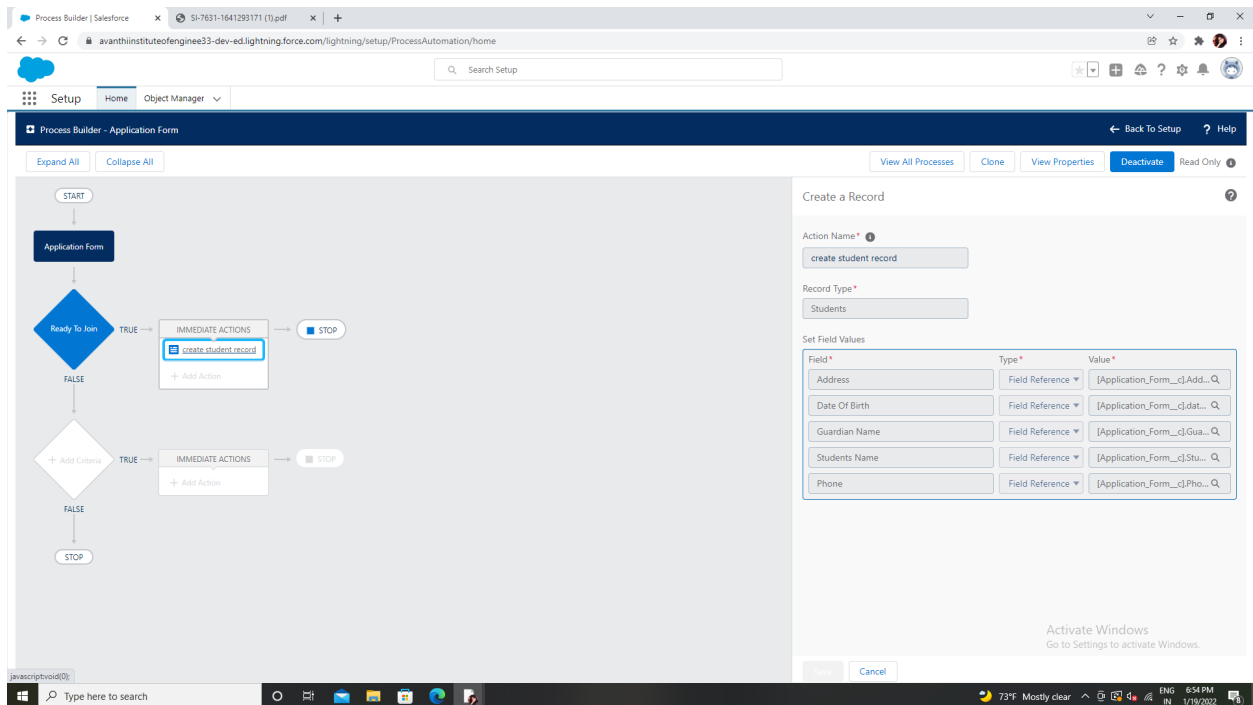 Process Builder | Salesforce
SI-7631-1641293171 (1).pdf
avanthiinstituteofenginee33-dev-ed.lightning.force.com/lightning/setup/ProcessAutomation/home
Search Setup
Setup Home Object Manager
Process Builder - Application Form
Back To Setup ? Help
Expand All Collapse All View All Processes Clone View Properties Deactivate Read Only
START
Application Form
Ready To Join TRUE IMMEDIATE ACTIONS STOP
create student record
+ Add Action
FALSE
+ Add Criteria TRUE IMMEDIATE ACTIONS STOP
+ Add Action
FALSE
STOP
Create a Record
Action Name*
create student record
Record Type*
Students
Set Field Values
Field* Type* Value*
Address Field Reference [Application_Form__c].Add...
Date Of Birth Field Reference [Application_Form__c].dat...
Guardian Name Field Reference [Application_Form__c].Gua...
Students Name Field Reference [Application_Form__c].Stu...
Phone Field Reference [Application_Form__c].Pho...
Activate Windows
Go to Settings to activate Windows.
Cancel
javascript:void(0);
Type here to search
73°F Mostly clear
ENG
IN
6:54 PM
1/19/2022